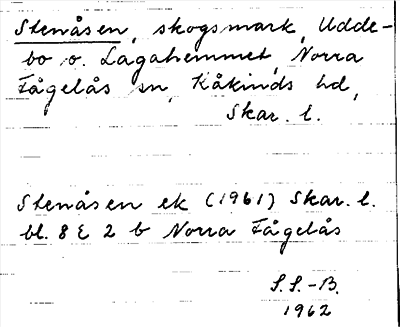 Stenåsen, skogsmark, Udde-
bo o. Lagahemmet, Norra
Fågelås sn, Kåkinds hd,
Skar. l.
Stenåsen ek (1961) Skar. l.
bl. 8 E 2 b Norra Fågelås
S.S.-B.
1962